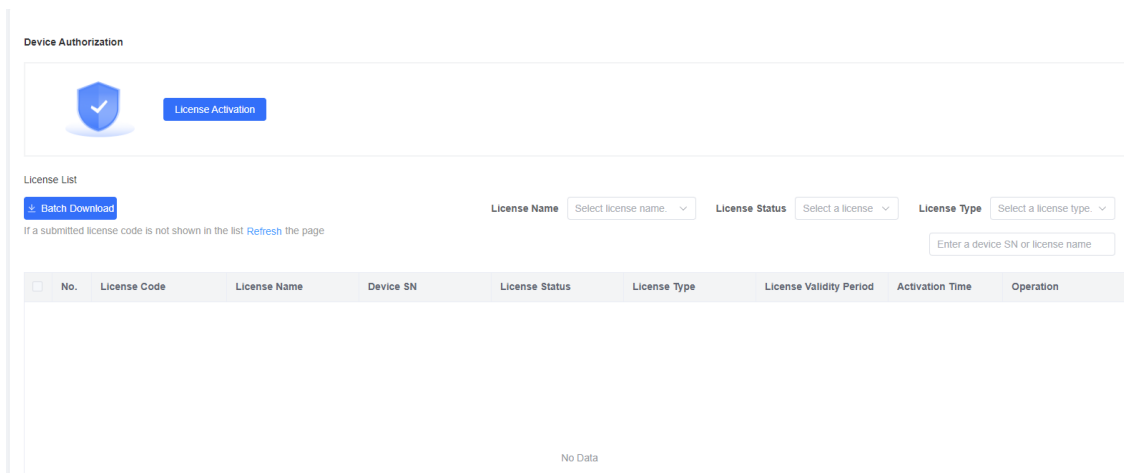 Device Authorization
License Activation
License List
Batch Download
License Name Select license name. License Status Select a license License Type Select a license type.
If a submitted license code is not shown in the list Refresh the page
Enter a device SN or license name
No. License Code License Name Device SN License Status License Type License Validity Period Activation Time Operation
No Data